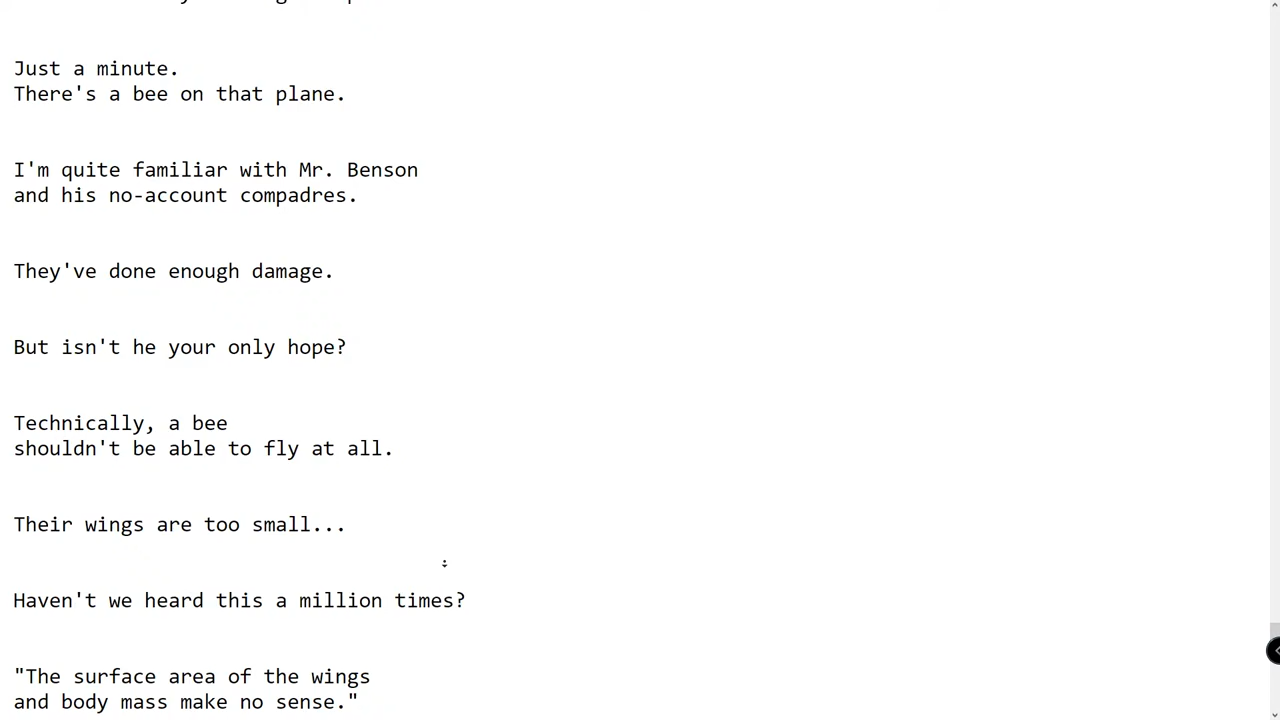 Just a minute.
There's a bee on that plane.
I'm quite familiar with Mr. Benson
and his no-account compadres.
They've done enough damage.
But isn't he your only hope?
Technically, a bee
shouldn't be able to fly at all.
Their wings are too small...
Haven't we heard this a million times?
"The surface area of the wings
and body mass make no sense."